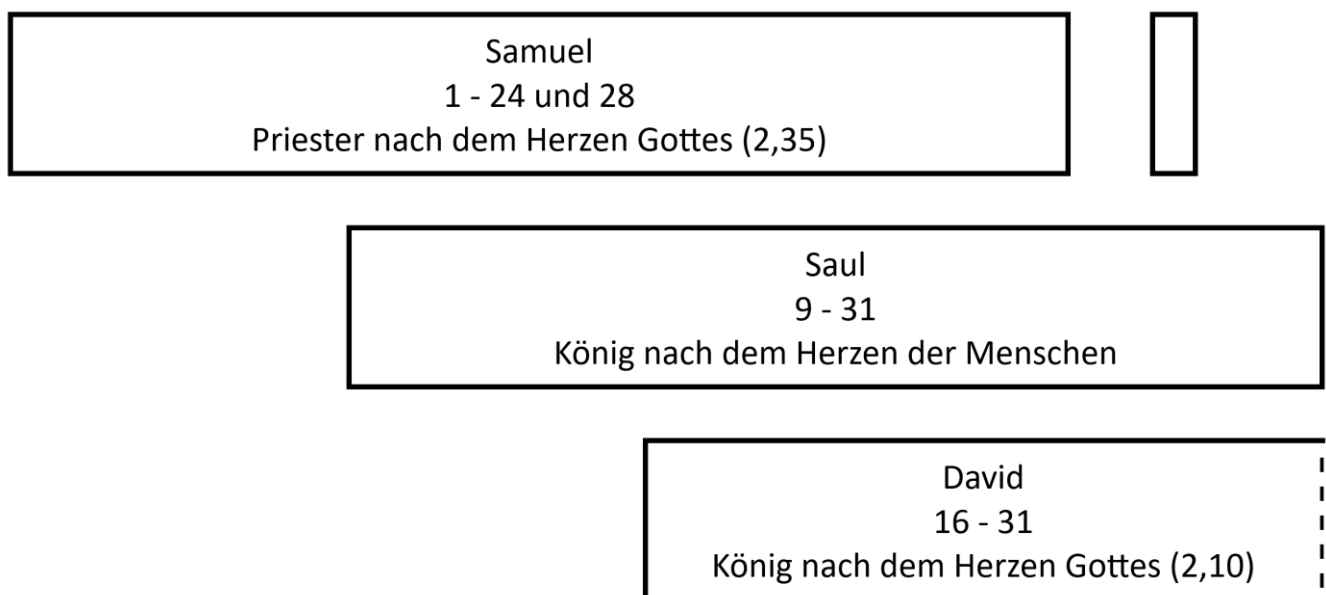 Samuel
1 - 24 und 28
Priester nach dem Herzen Gottes (2,35)
Saul
9 - 31
König nach dem Herzen der Menschen
David
16 - 31
König nach dem Herzen Gottes (2,10)